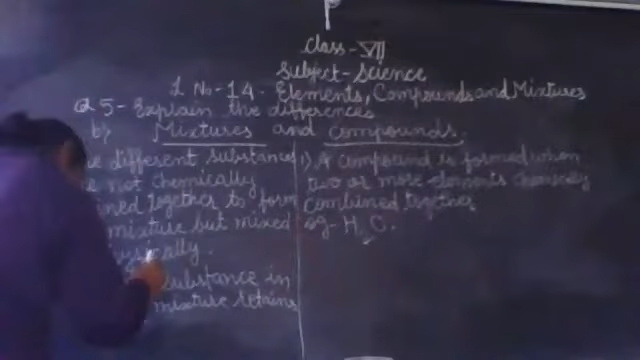 Class-VII
Subject-Science
L No-14. Elements, Compounds and Mixtures
Q 5- Explain the differences
b) Mixtures and Compounds.
different substances
not chemically
together to form
mixture but mixed
substance in
mixture retains
1) A compound is formed when
two or more elements chemically
combined together
eg- H2O.